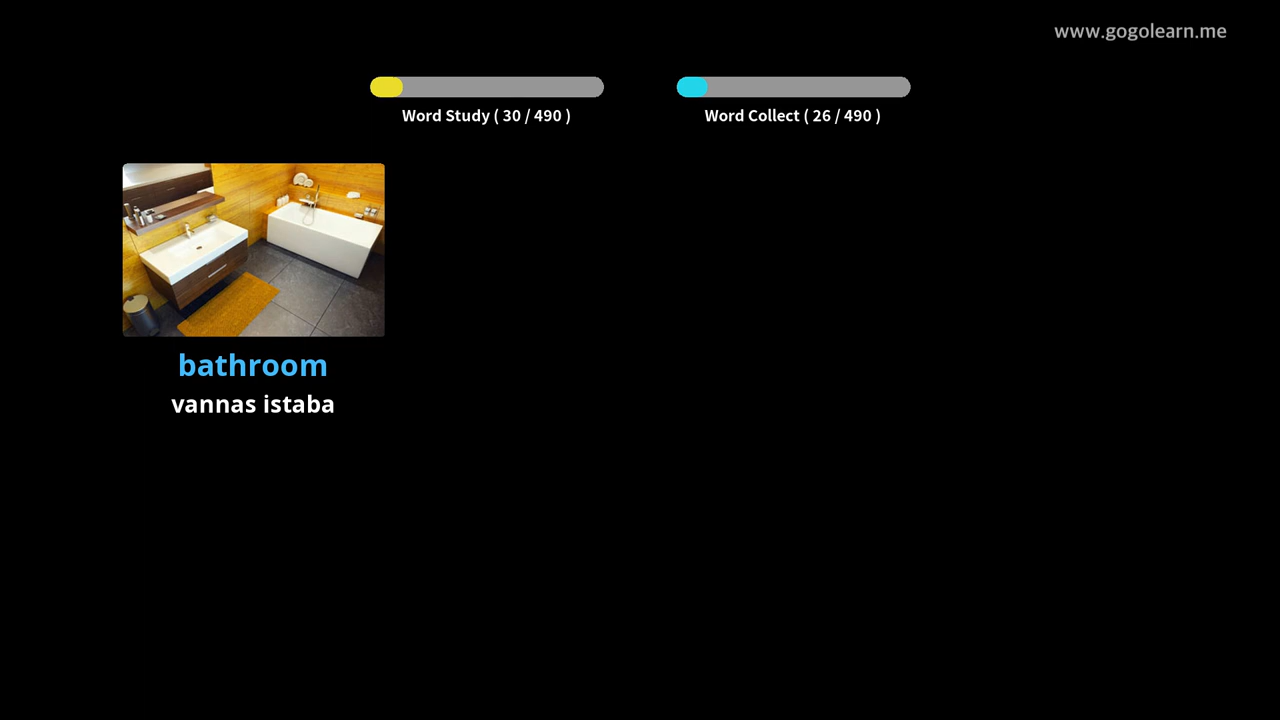 www.gogolearn.me
Word Study ( 30 / 490 )
Word Collect ( 26 / 490 )
bathroom
vannas istaba